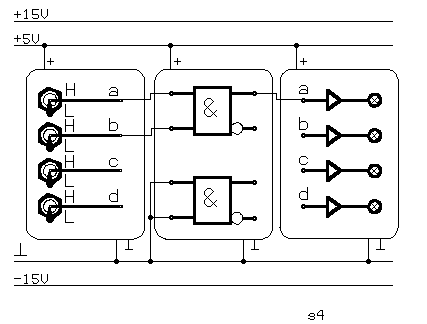 +15V
+5V
+ + +
H a a
L
& 
H b b
L
H c c
L
&
H d d
L
-15V
s4